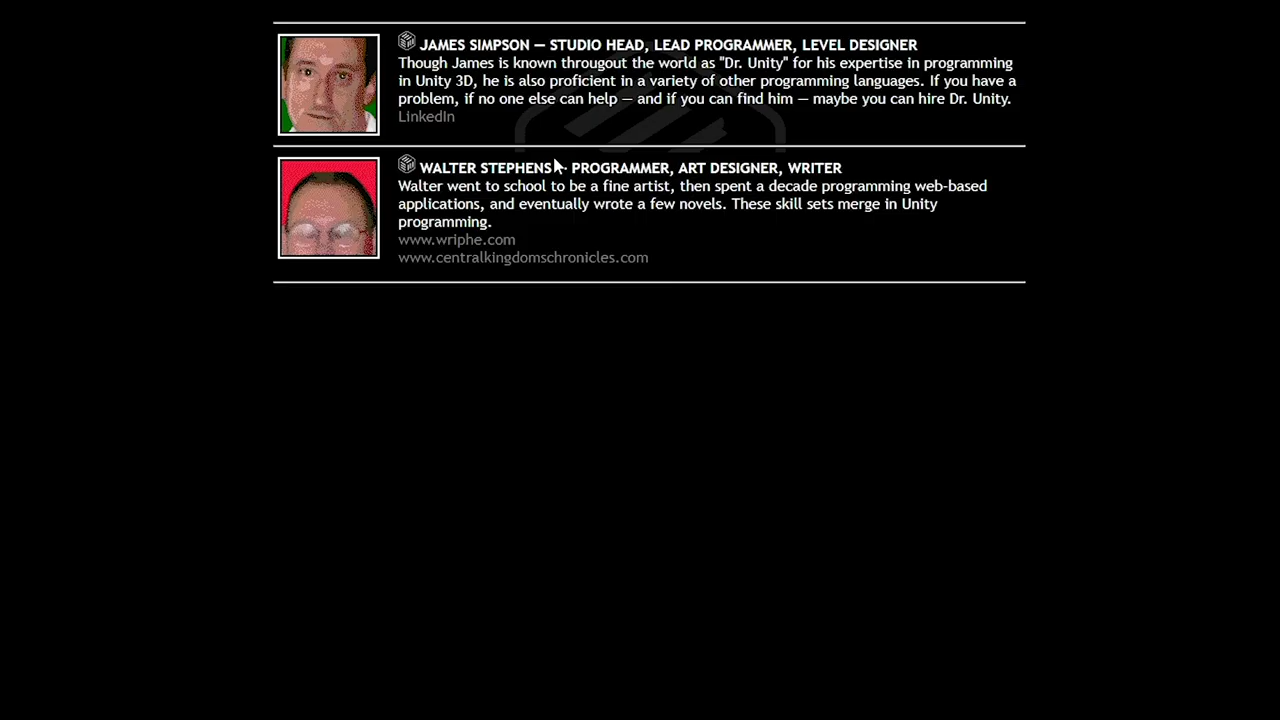 JAMES SIMPSON — STUDIO HEAD, LEAD PROGRAMMER, LEVEL DESIGNER
Though James is known througout the world as "Dr. Unity" for his expertise in programming
in Unity 3D, he is also proficient in a variety of other programming languages. If you have a
problem, if no one else can help — and if you can find him — maybe you can hire Dr. Unity.
LinkedIn
WALTER STEPHENS — PROGRAMMER, ART DESIGNER, WRITER
Walter went to school to be a fine artist, then spent a decade programming web-based
applications, and eventually wrote a few novels. These skill sets merge in Unity
programming.
www.wriphe.com
www.centralkingdomschronicles.com